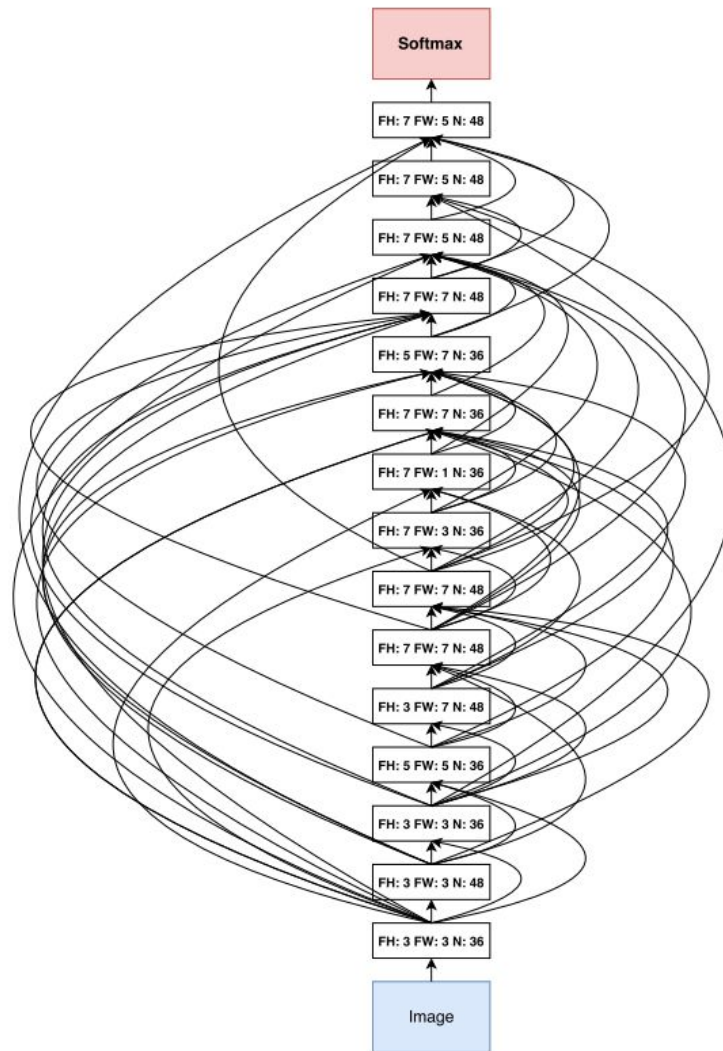 Softmax
FH: 7 FW: 5 N: 48
FH: 7 FW: 5 N: 48
FH: 7 FW: 5 N: 48
FH: 7 FW: 7 N: 48
FH: 5 FW: 7 N: 36
FH: 7 FW: 7 N: 36
FH: 7 FW: 1 N: 36
FH: 7 FW: 3 N: 36
FH: 7 FW: 7 N: 48
FH: 7 FW: 7 N: 48
FH: 3 FW: 7 N: 48
FH: 5 FW: 5 N: 36
FH: 3 FW: 3 N: 36
FH: 3 FW: 3 N: 48
FH: 3 FW: 3 N: 36
Image